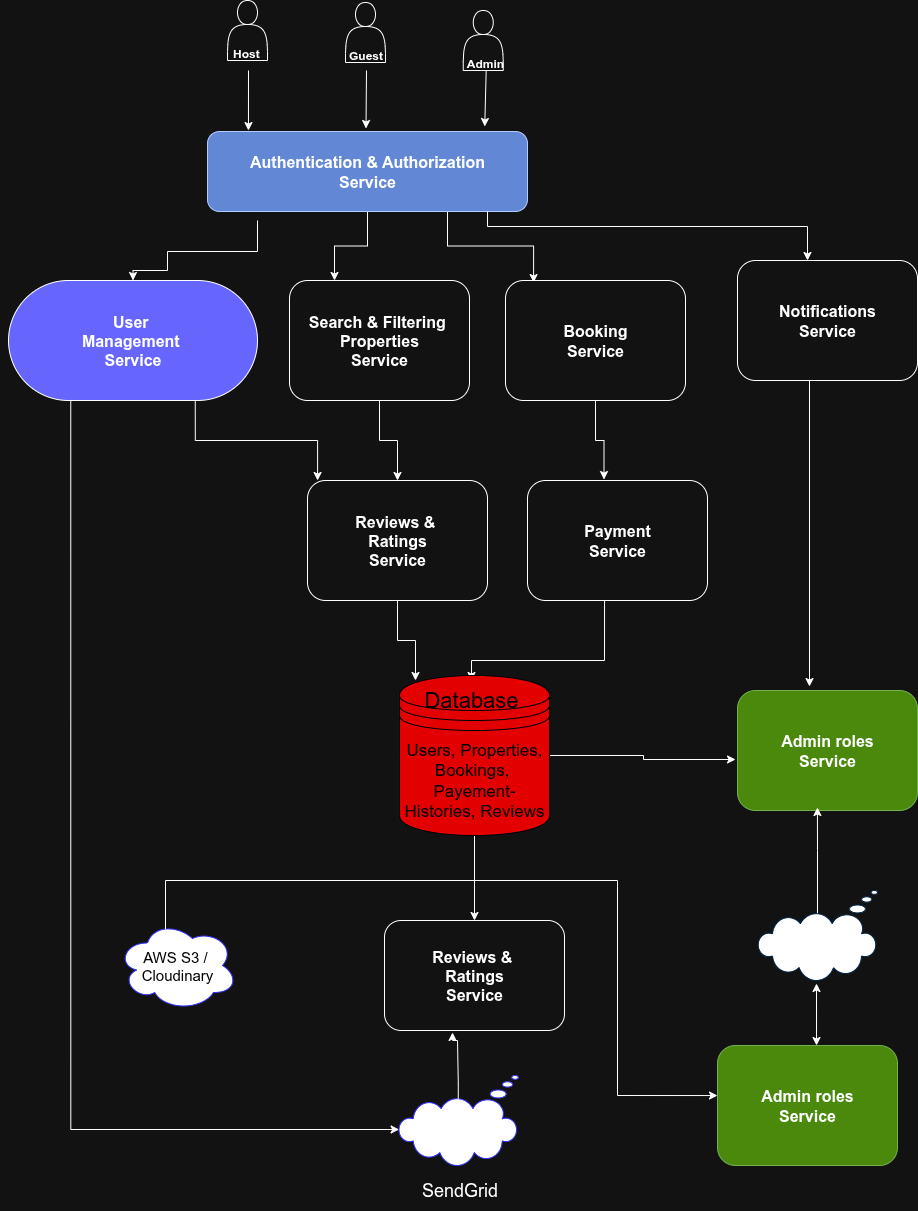 Host
Guest
Admin
Authentication & Authorization
Service
User
Management
Service
Search & Filtering
Properties
Service
Booking
Service
Notifications
Service
Reviews &
Ratings
Service
Payment
Service
Database
Users, Properties,
Bookings,
Payement-
Histories, Reviews
Admin roles
Service
AWS S3 /
Cloudinary
Reviews &
Ratings
Service
Admin roles
Service
SendGrid